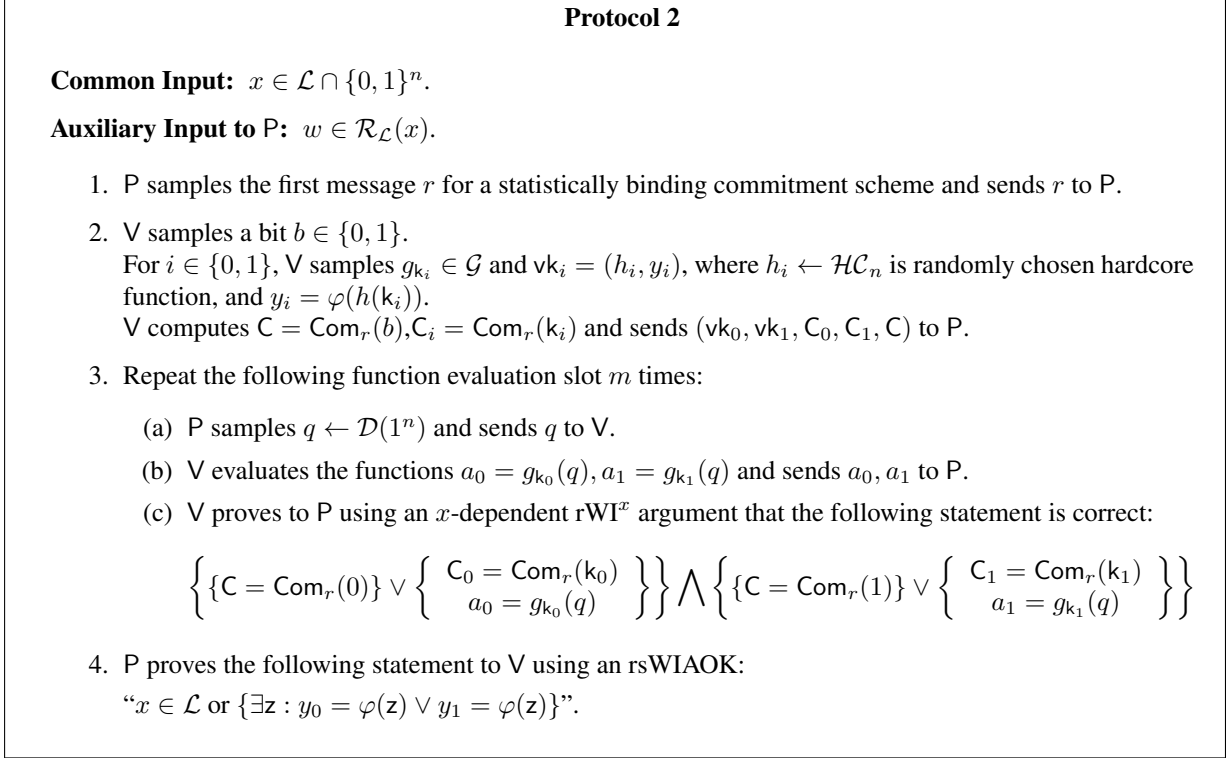 Protocol 2
Common Input: x ∈ ℒ ∩ {0, 1}ⁿ.
Auxiliary Input to P: w ∈ ℛ_ℒ(x).
1. P samples the first message r for a statistically binding commitment scheme and sends r to P.
2. V samples a bit b ∈ {0, 1}.
For i ∈ {0, 1}, V samples g_{k_i} ∈ 𝒢 and vk_i = (h_i, y_i), where h_i ← ℋ𝒞_n is randomly chosen hardcore
function, and y_i = φ(h(k_i)).
V computes C = Com_r(b),C_i = Com_r(k_i) and sends (vk_0, vk_1, C_0, C_1, C) to P.
3. Repeat the following function evaluation slot m times:
(a) P samples q ← 𝒟(1ⁿ) and sends q to V.
(b) V evaluates the functions a_0 = g_{k_0}(q), a_1 = g_{k_1}(q) and sends a_0, a_1 to P.
(c) V proves to P using an x-dependent rWI^x argument that the following statement is correct:
{ {C = Com_r(0)} ∨ { C_0 = Com_r(k_0) a_0 = g_{k_0}(q) } } ⋀ { {C = Com_r(1)} ∨ { C_1 = Com_r(k_1) a_1 = g_{k_1}(q) } }
4. P proves the following statement to V using an rsWIAOK:
“x ∈ ℒ or {∃z : y_0 = φ(z) ∨ y_1 = φ(z)}”.